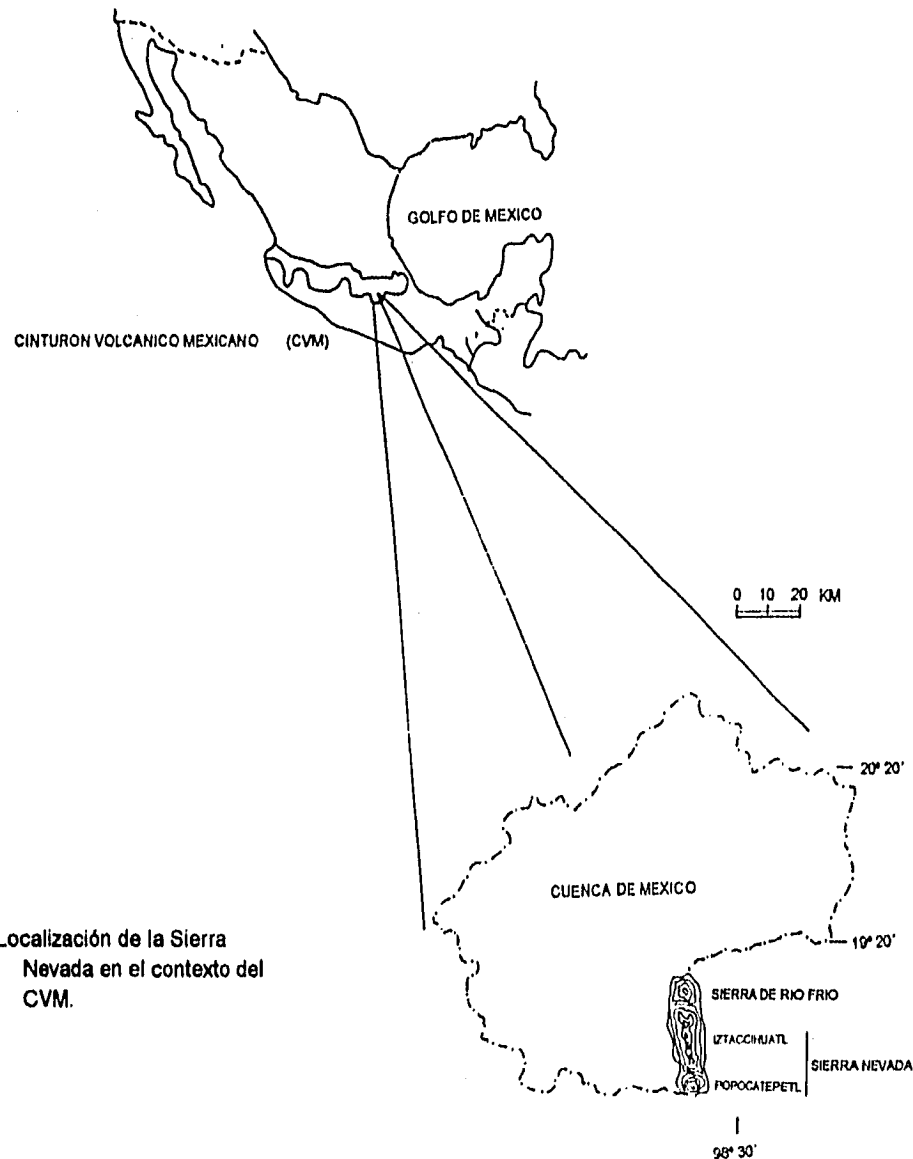 GOLFO DE MEXICO
CINTURON VOLCANICO MEXICANO (CVM)
0 10 20 KM
20° 20'
CUENCA DE MEXICO
19° 20'
Localización de la Sierra
Nevada en el contexto del
CVM.
SIERRA DE RIO FRIO
IZTACCIHUATL
SIERRA NEVADA
POPOCATEPETL
98° 30'